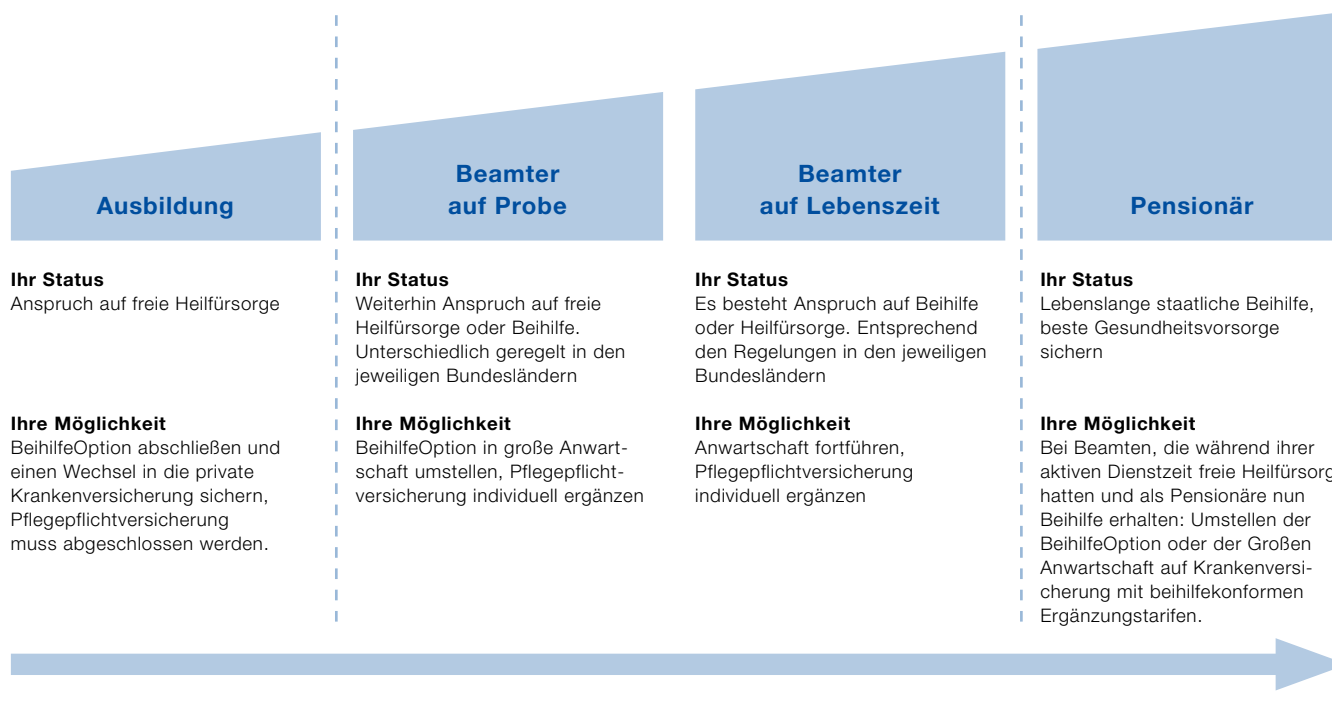 Ausbildung
Beamter
auf Probe
Beamter
auf Lebenszeit
Pensionär
Ihr Status
Anspruch auf freie Heilfürsorge
Ihre Möglichkeit
BeihilfeOption abschließen und
einen Wechsel in die private
Krankenversicherung sichern,
Pflegepflichtversicherung
muss abgeschlossen werden.
Ihr Status
Weiterhin Anspruch auf freie
Heilfürsorge oder Beihilfe.
Unterschiedlich geregelt in den
jeweiligen Bundesländern
Ihre Möglichkeit
BeihilfeOption in große Anwart-
schaft umstellen, Pflegepflicht-
versicherung individuell ergänzen
Ihr Status
Es besteht Anspruch auf Beihilfe
oder Heilfürsorge. Entsprechend
den Regelungen in den jeweiligen
Bundesländern
Ihre Möglichkeit
Anwartschaft fortführen,
Pflegepflichtversicherung
individuell ergänzen
Ihr Status
Lebenslange staatliche Beihilfe,
beste Gesundheitsvorsorge
sichern
Ihre Möglichkeit
Bei Beamten, die während ihrer
aktiven Dienstzeit freie Heilfürsorg
hatten und als Pensionäre nun
Beihilfe erhalten: Umstellen der
BeihilfeOption oder der Großen
Anwartschaft auf Krankenversi-
cherung mit beihilfekonformen
Ergänzungstarifen.